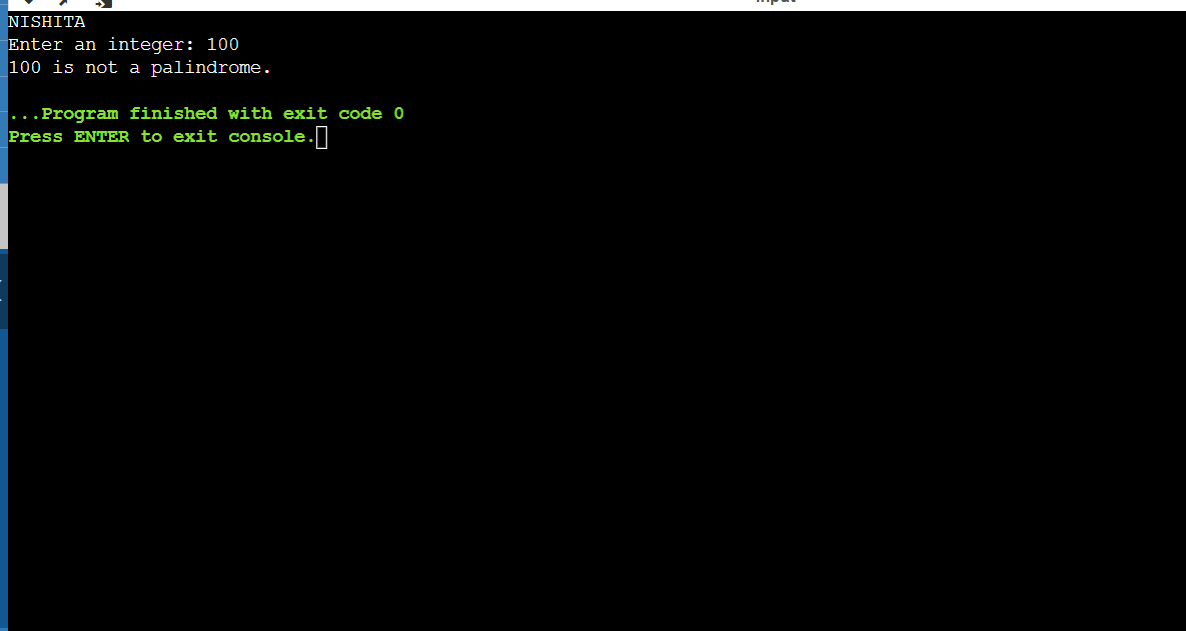 NISHITA
Enter an integer: 100
100 is not a palindrome.
...Program finished with exit code 0
Press ENTER to exit console.